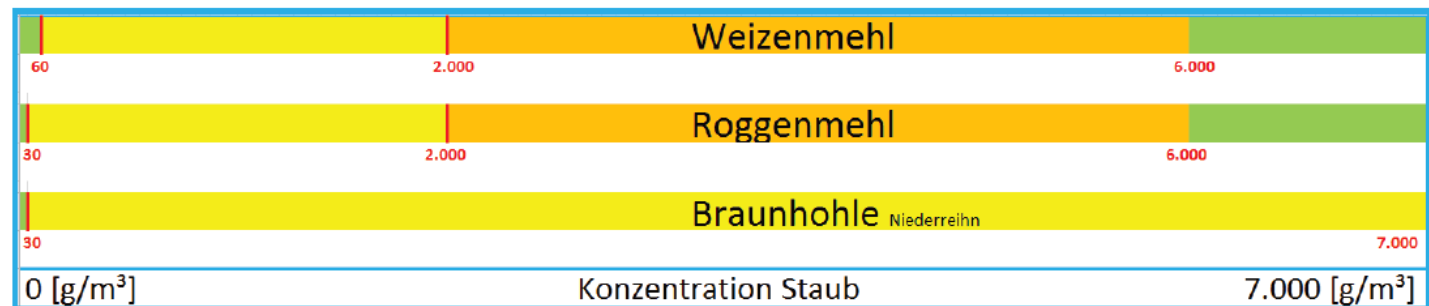 Weizenmehl
60 2.000 6.000
Roggenmehl
30 2.000 6.000
Braunhohle Niederreihn
30 7.000
0 [g/m³] Konzentration Staub 7.000 [g/m³]